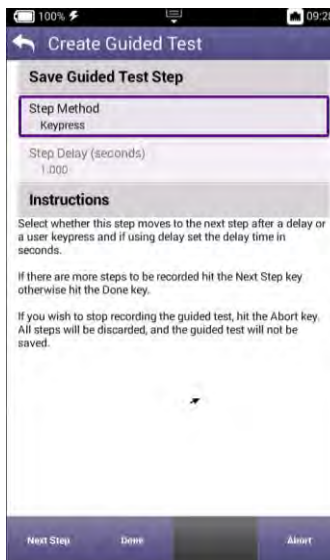 100% 09:28
Create Guided Test
Save Guided Test Step
Step Method
Keypress
Step Delay (seconds)
1.000
Instructions
Select whether this step moves to the next step after a delay or
a user keypress and if using delay set the delay time in
seconds.
If there are more steps to be recorded hit the Next Step key
otherwise hit the Done key.
If you wish to stop recording the guided test, hit the Abort key.
All steps will be discarded, and the guided test will not be
saved.
Next Step Done Abort